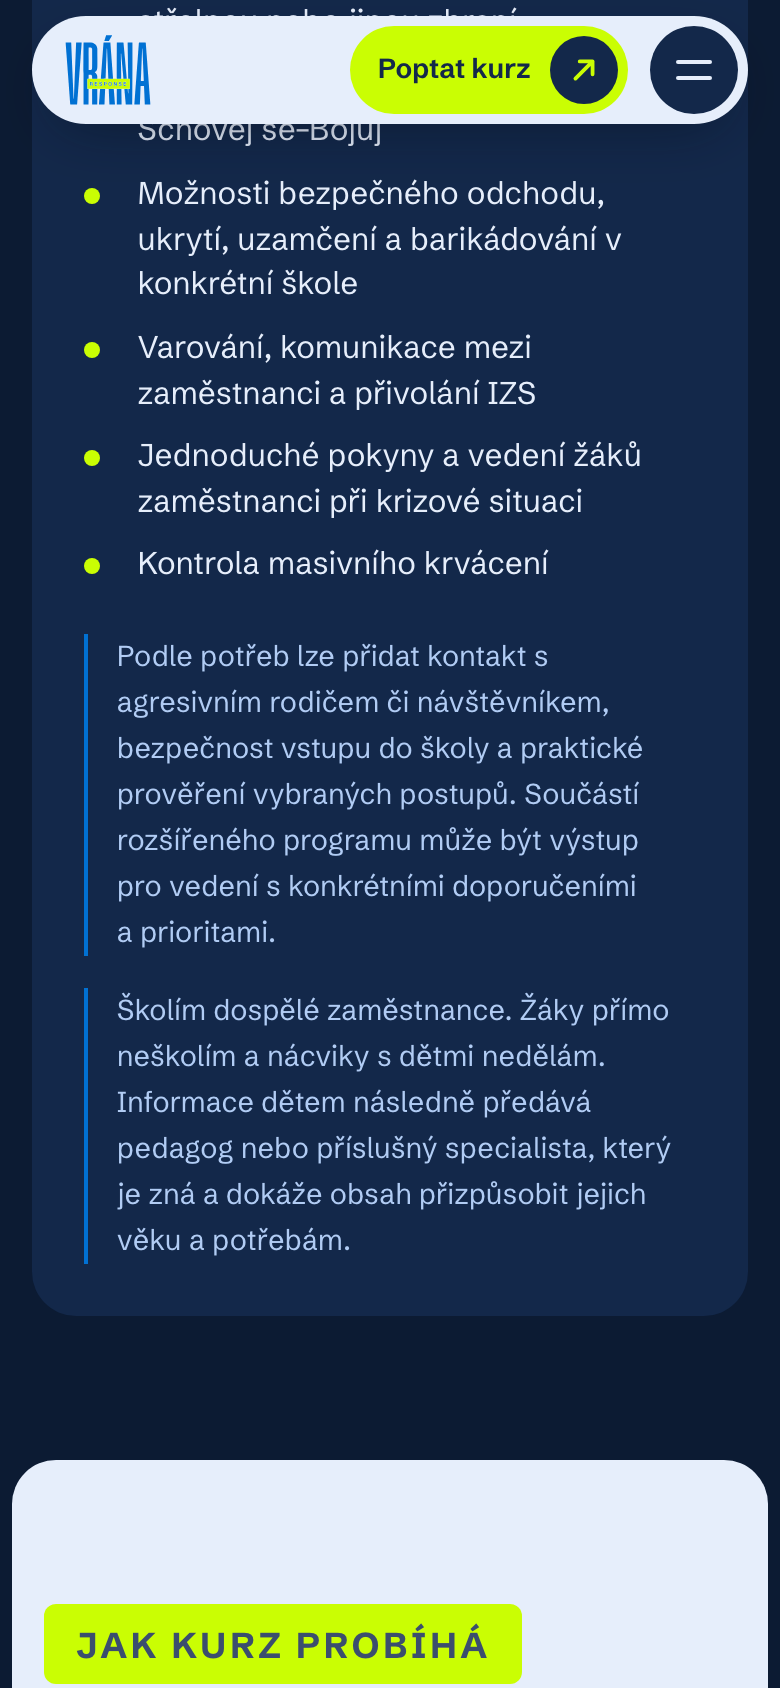 VRÁNA
RESPONSE
Poptat kurz
Schovej se–Bojuj
Možnosti bezpečného odchodu,
ukrytí, uzamčení a barikádování v
konkrétní škole
Varování, komunikace mezi
zaměstnanci a přivolání IZS
Jednoduché pokyny a vedení žáků
zaměstnanci při krizové situaci
Kontrola masivního krvácení
Podle potřeb lze přidat kontakt s
agresivním rodičem či návštěvníkem,
bezpečnost vstupu do školy a praktické
prověření vybraných postupů. Součástí
rozšířeného programu může být výstup
pro vedení s konkrétními doporučeními
a prioritami.
Školím dospělé zaměstnance. Žáky přímo
neškolím a nácviky s dětmi nedělám.
Informace dětem následně předává
pedagog nebo příslušný specialista, který
je zná a dokáže obsah přizpůsobit jejich
věku a potřebám.
JAK KURZ PROBÍHÁ